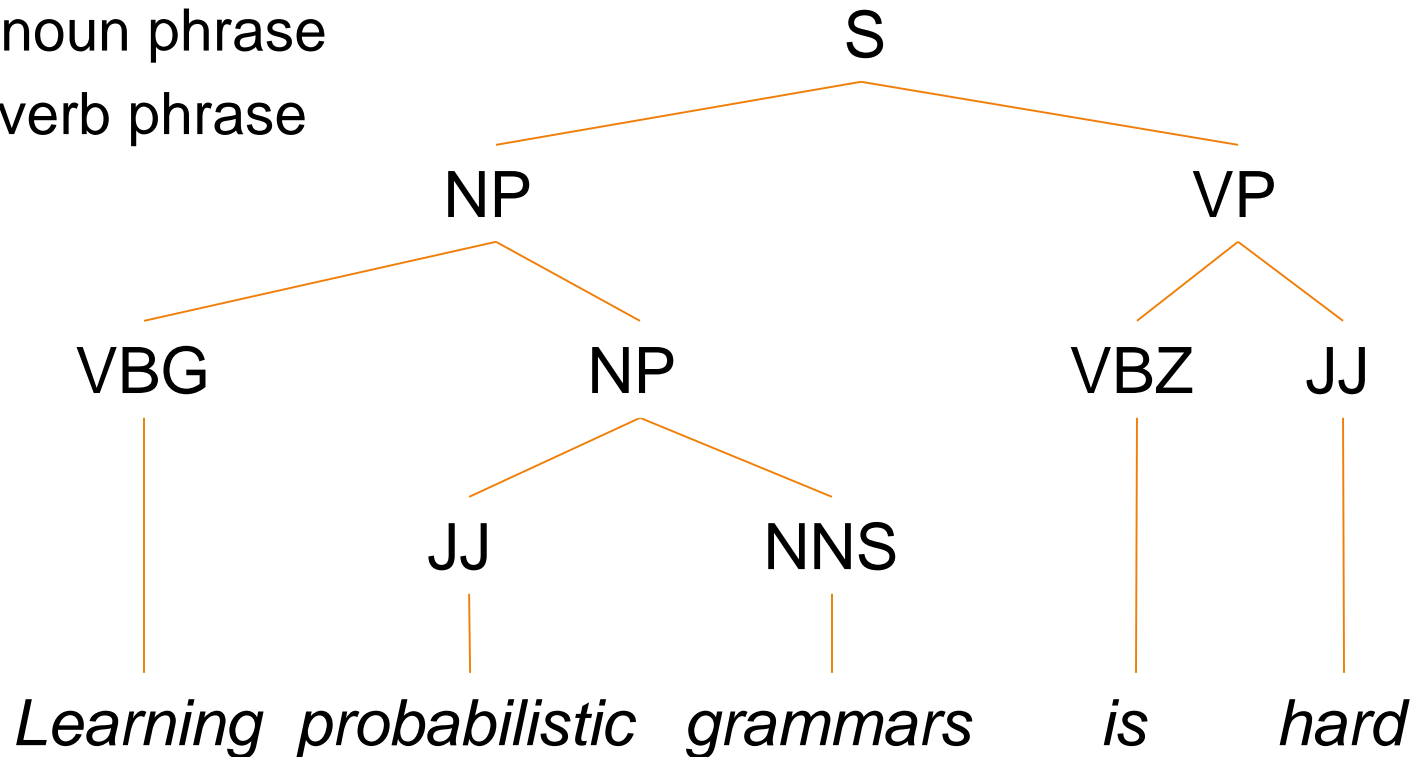 noun phrase
S
verb phrase
NP VP
VBG NP VBZ JJ
JJ NNS
Learning probabilistic grammars is hard